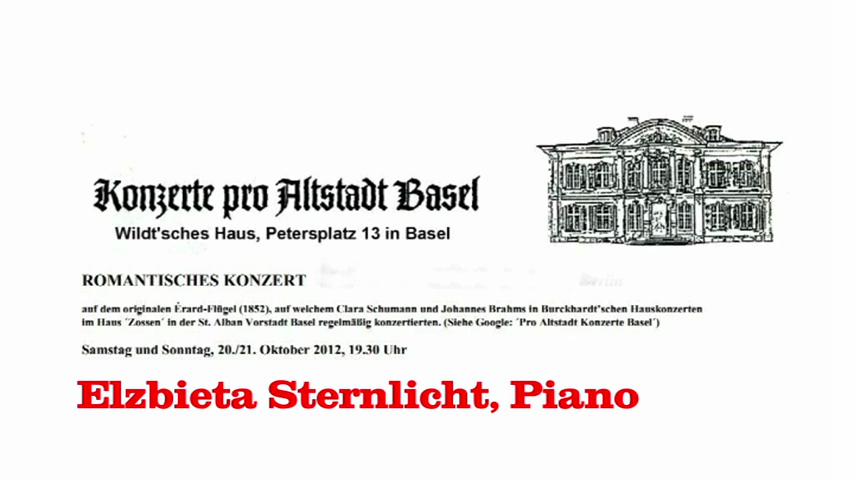 Konzerte pro Altstadt Basel
Wildt'sches Haus, Petersplatz 13 in Basel
ROMANTISCHES KONZERT
auf dem originalen Érard-Flügel (1852), auf welchem Clara Schumann und Johannes Brahms in Burckhardt'schen Hauskonzerten
im Haus ´Zossen´ in der St. Alban Vorstadt Basel regelmäßig konzertierten. (Siehe Google: ´Pro Altstadt Konzerte Basel´)
Samstag und Sonntag, 20./21. Oktober 2012, 19.30 Uhr
Elzbieta Sternlicht, Piano